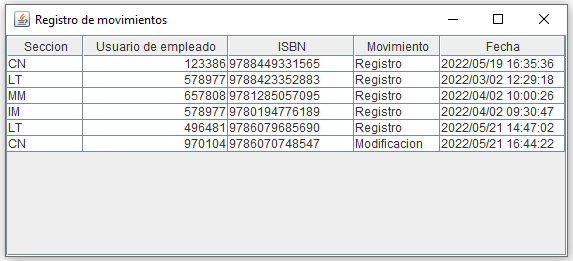 Registro de movimientos
Seccion Usuario de empleado ISBN Movimiento Fecha
CN 123386 9788449331565 Registro 2022/05/19 16:35:36
LT 578977 9788423352883 Registro 2022/03/02 12:29:18
MM 657808 9781285057095 Registro 2022/04/02 10:00:26
IM 578977 9780194776189 Registro 2022/04/02 09:30:47
LT 496481 9786079685690 Registro 2022/05/21 14:47:02
CN 970104 9786070748547 Modificacion 2022/05/21 16:44:22